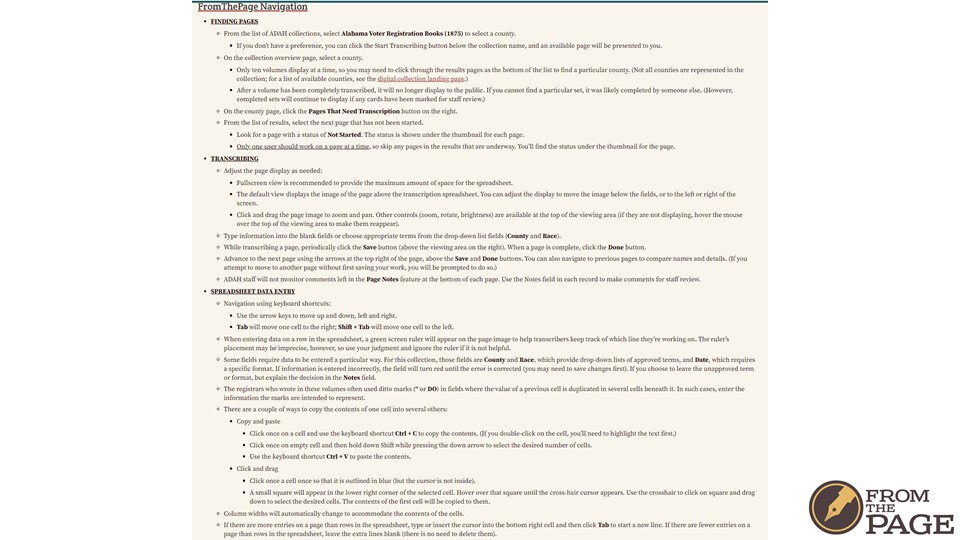 FromThePage Navigation
FINDING PAGES
From the list of ADAH collections, select Alabama Voter Registration Books (1875) to select a county.
If you don't have a preference, you can click the Start Transcribing button below the collection name, and an available page will be presented to you.
On the collection overview page, select a county.
Only ten volumes display at a time, so you may need to click through the results pages as the bottom of the list to find a particular county. (Not all counties are represented in the
collection; for a list of available counties, see the digital collection landing page.)
After a volume has been completely transcribed, it will no longer display to the public. If you cannot find a particular set, it was likely completed by someone else. (However,
completed sets will continue to display if any cards have been marked for staff review.)
On the county page, click the Pages That Need Transcription button on the right.
From the list of results, select the next page that has not been started.
Look for a page with a status of Not Started. The status is shown under the thumbnail for each page.
Only one user should work on a page at a time, so skip any pages in the results that are underway. You'll find the status under the thumbnail for the page.
TRANSCRIBING
Adjust the page display as needed:
Fullscreen view is recommended to provide the maximum amount of space for the spreadsheet.
The default view displays the image of the page above the transcription spreadsheet. You can adjust the display to move the image below the fields, or to the left or right of the
screen.
Click and drag the page image to zoom and pan. Other controls (zoom, rotate, brightness) are available at the top of the viewing area (if they are not displaying, hover the mouse
over the top of the viewing area to make them reappear).
Type information into the blank fields or choose appropriate terms from the drop-down list fields (County and Race).
While transcribing a page, periodically click the Save button (above the viewing area on the right). When a page is complete, click the Done button.
Advance to the next page using the arrows at the top right of the page, above the Save and Done buttons. You can also navigate to previous pages to compare names and details. (If you
attempt to move to another page without first saving your work, you will be prompted to do so.)
ADAH staff will not monitor comments left in the Page Notes feature at the bottom of each page. Use the Notes field in each record to make comments for staff review.
SPREADSHEET DATA ENTRY
Navigation using keyboard shortcuts:
Use the arrow keys to move up and down, left and right.
Tab will move one cell to the right; Shift + Tab will move one cell to the left.
When entering data on a row in the spreadsheet, a green screen ruler will appear on the page image to help transcribers keep track of which line they're working on. The ruler's
placement may be imprecise, however, so use your judgment and ignore the ruler if it is not helpful.
Some fields require data to be entered a particular way. For this collection, those fields are County and Race, which provide drop-down lists of approved terms, and Date, which requires
a specific format. If information is entered incorrectly, the field will turn red until the error is corrected (you may need to save changes first). If you choose to leave the unapproved term
or format, but explain the decision in the Notes field.
The registrars who wrote in these volumes often used ditto marks (" or DO) in fields where the value of a previous cell is duplicated in several cells beneath it. In such cases, enter the
information the marks are intended to represent.
There are a couple of ways to copy the contents of one cell into several others:
Copy and paste
Click once on a cell and use the keyboard shortcut Ctrl + C to copy the contents. (If you double-click on the cell, you'll need to highlight the text first.)
Click once on empty cell and then hold down Shift while pressing the down arrow to select the desired number of cells.
Use the keyboard shortcut Ctrl + V to paste the contents.
Click and drag
Click once a cell once so that it is outlined in blue (but the cursor is not inside).
A small square will appear in the lower right corner of the selected cell. Hover over that square until the cross-hair cursor appears. Use the crosshair to click on square and drag
down to select the desired cells. The contents of the first cell will be copied to them.
Column widths will automatically change to accommodate the contents of the cells.
If there are more entries on a page than rows in the spreadsheet, type or insert the cursor into the bottom right cell and then click Tab to start a new line. If there are fewer entries on a
page than rows in the spreadsheet, leave the extra lines blank (there is no need to delete them).
FROM
THE
PAGE